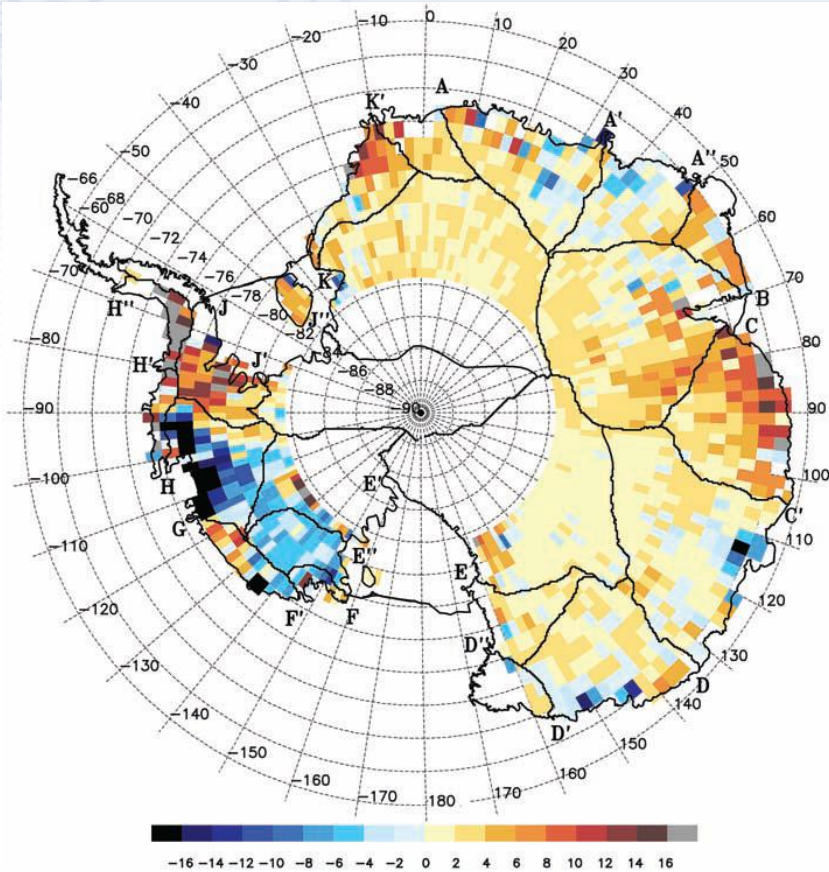 -10 0 10
-20 20
-30 30
-40 40
-50 50
60
70
80
90
100
110
120
130
140
150
160
170
180
-170
-160
-150
-140
-130
-120
-110
-100
-90
-80
-70
-60
-66
-68
-70
-72
-74
-76
-78
-80
-82
-84
-86
-88
-90
A
A'
A''
B
C
C'
D
D'
D''
E
E'
E''
F
F'
G
H
H'
H''
J
J'
J''
K
K'
-16 -14 -12 -10 -8 -6 -4 -2 0 2 4 6 8 10 12 14 16